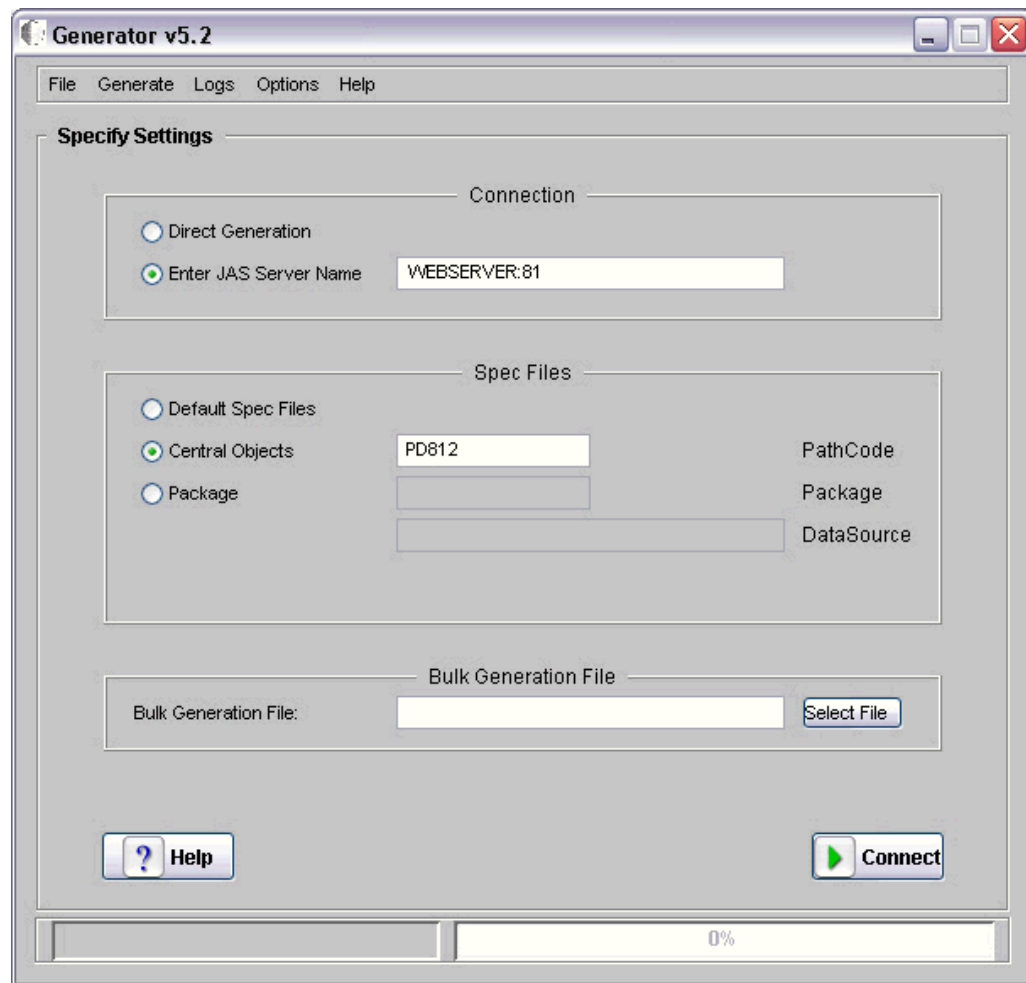 Generator v5.2
File Generate Logs Options Help
Specify Settings
Connection
Direct Generation
Enter JAS Server Name WEBSERVER:81
Spec Files
Default Spec Files
Central Objects PD812 PathCode
Package Package
DataSource
Bulk Generation File
Bulk Generation File: Select File
? Help Connect
0%